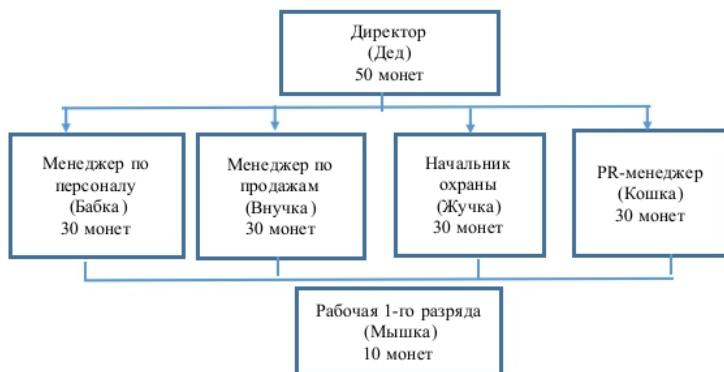 Директор
(Дед)
50 монет
Менеджер по
персоналу
(Бабка)
30 монет
Менеджер по
продажам
(Внучка)
30 монет
Начальник
охраны
(Жучка)
30 монет
PR-менеджер
(Кошка)
30 монет
Рабочая 1-го разряда
(Мышка)
10 монет